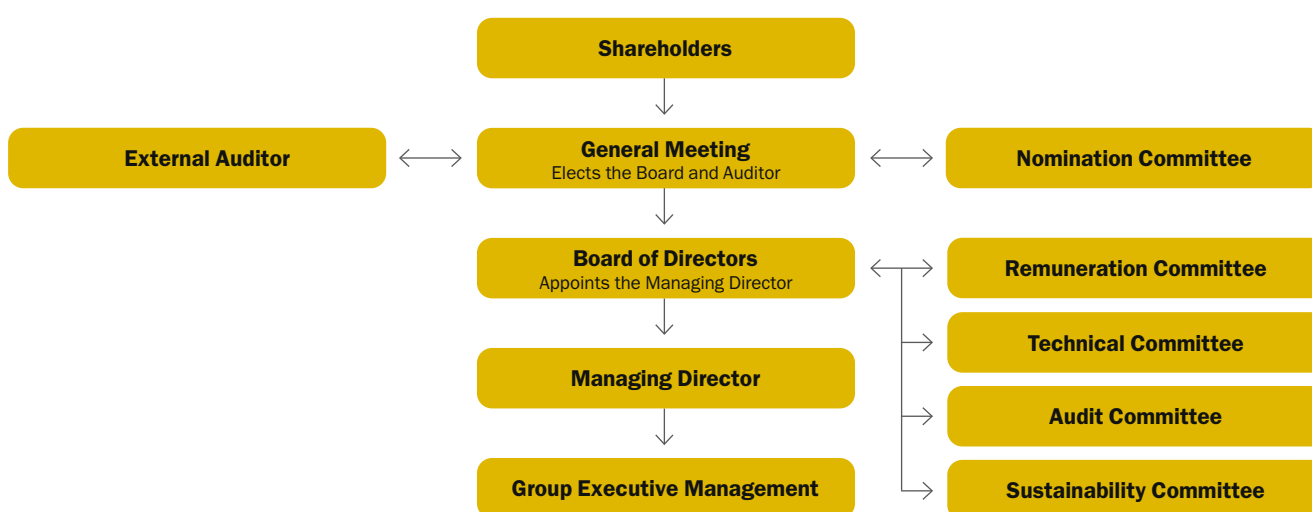 Shareholders
External Auditor
General Meeting
Elects the Board and Auditor
Nomination Committee
Board of Directors
Appoints the Managing Director
Remuneration Committee
Technical Committee
Managing Director
Audit Committee
Group Executive Management
Sustainability Committee